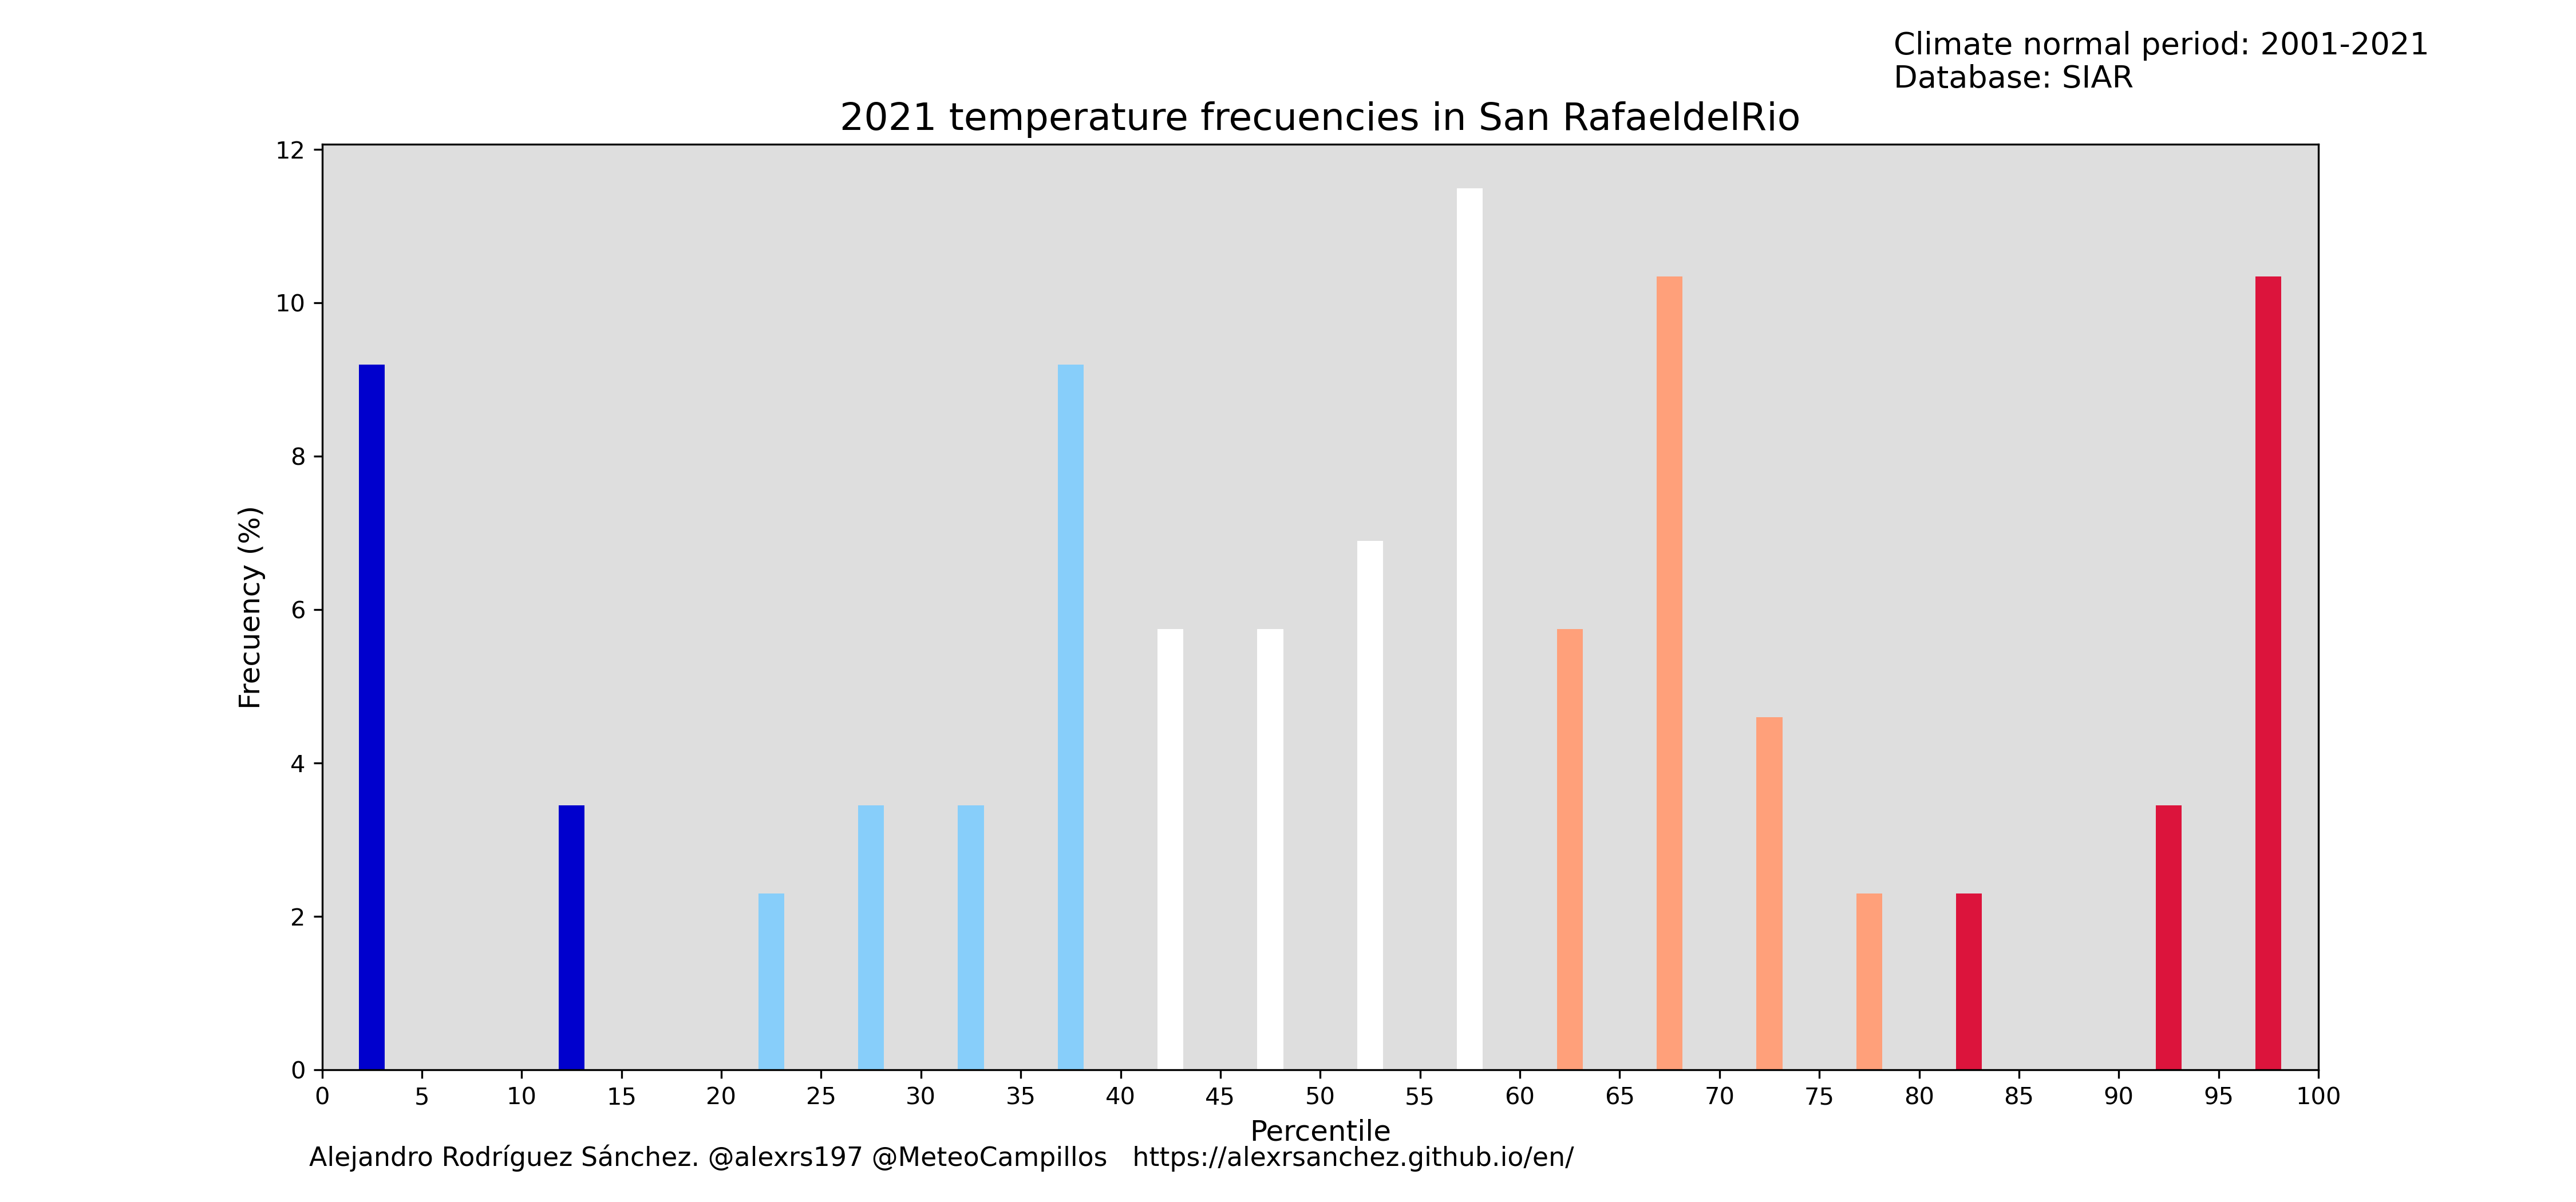 Climate normal period: 2001-2021
Database: SIAR
2021 temperature frecuencies in San RafaeldelRio
12
10
8
6
4
2
0
Frecuency (%)
0 5 10 15 20 25 30 35 40 45 50 55 60 65 70 75 80 85 90 95 100
Percentile
Alejandro Rodríguez Sánchez. @alexrs197 @MeteoCampillos https://alexrsanchez.github.io/en/